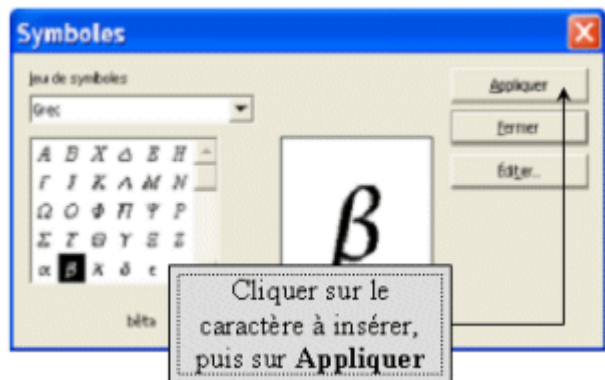 Symboles
Jeu de symboles
Grec
Appliquer
Fermer
Éditer...
Α Β Χ Δ Ε Η
Γ Ι Κ Λ Μ Ν
Ω Ο Φ Π Ψ Ρ
Σ Τ Θ Υ Ξ Ζ
α β χ δ ε
β
bêta
Cliquer sur le
caractère à insérer,
puis sur Appliquer